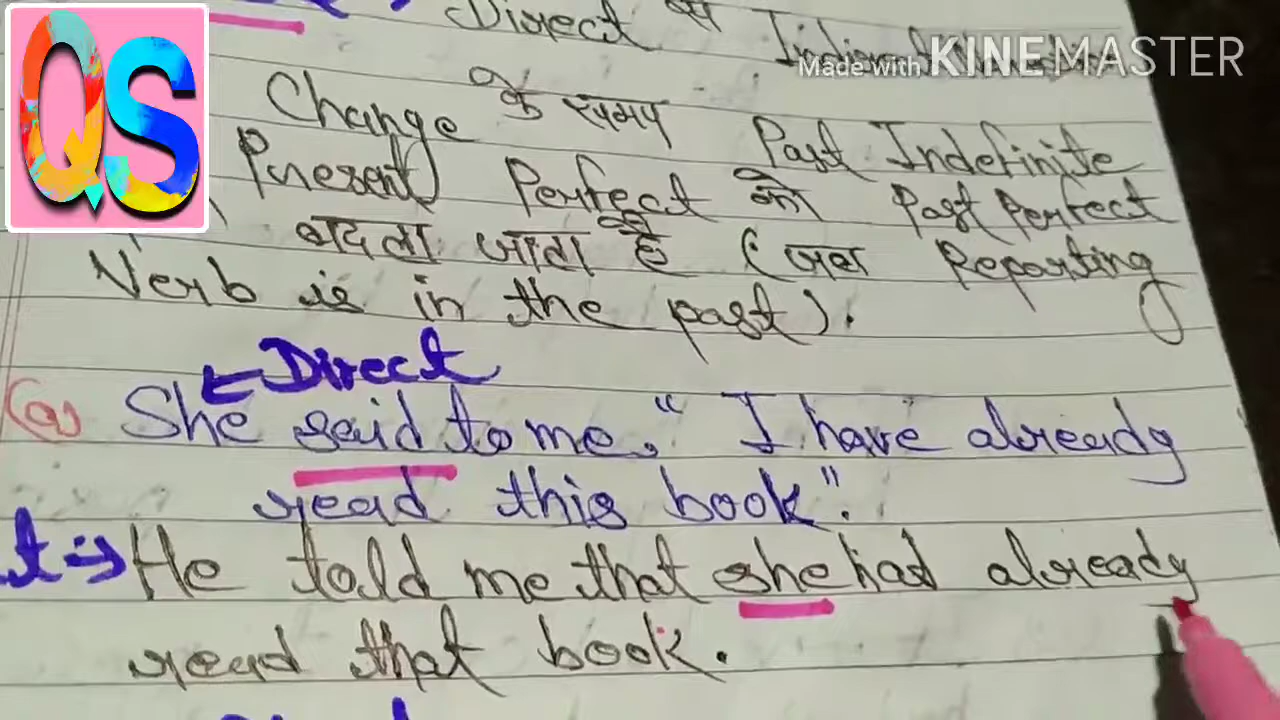 QS
Direct से
Made with KINEMASTER
Change के समय Past Indefinite
Present Perfect को Past Perfect
में बदला जाता है (जब Reporting
Verb is in the past).
Direct
(a) She said to me, “I have already
read this book”.
He told me that she had already
read that book.